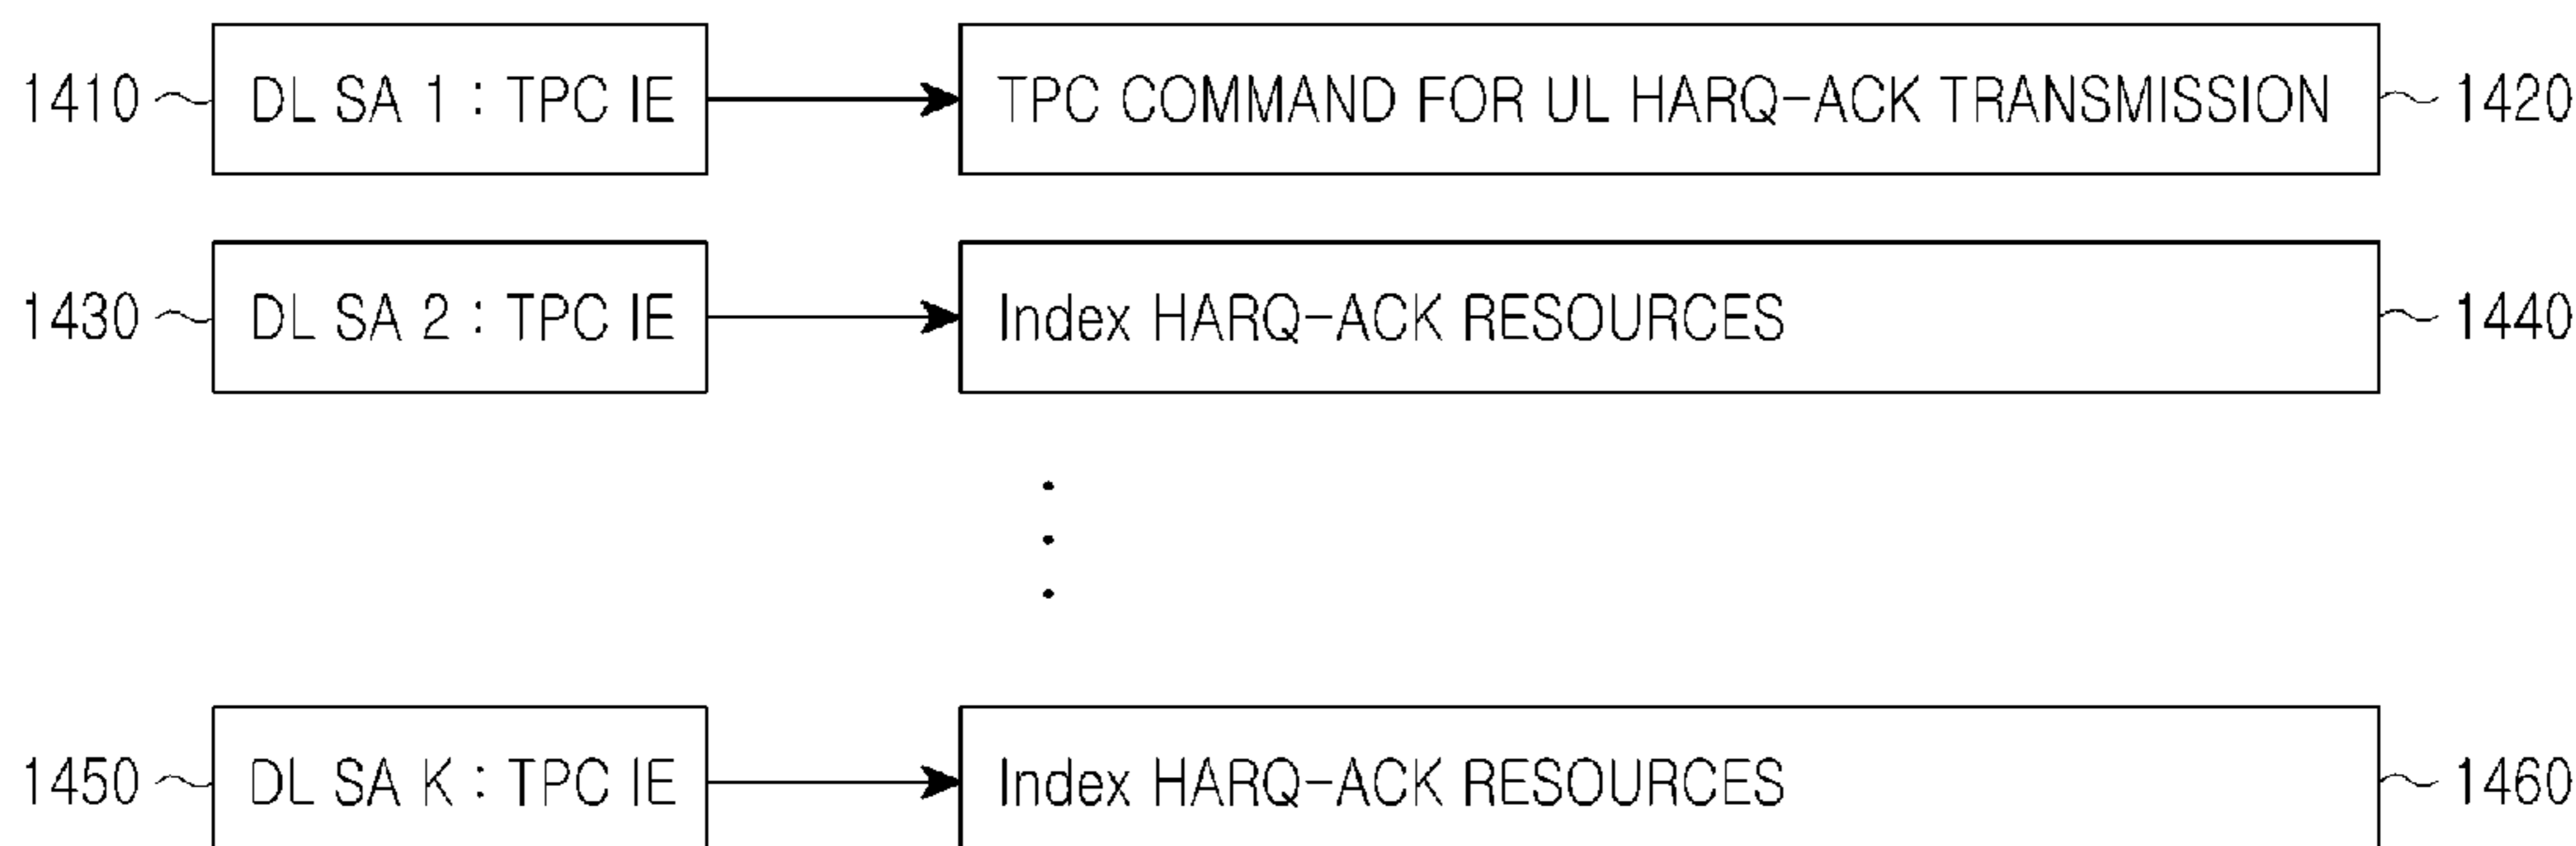 1410 DL SA 1 : TPC IE TPC COMMAND FOR UL HARQ-ACK TRANSMISSION 1420
1430 DL SA 2 : TPC IE Index HARQ-ACK RESOURCES 1440
1450 DL SA K : TPC IE Index HARQ-ACK RESOURCES 1460